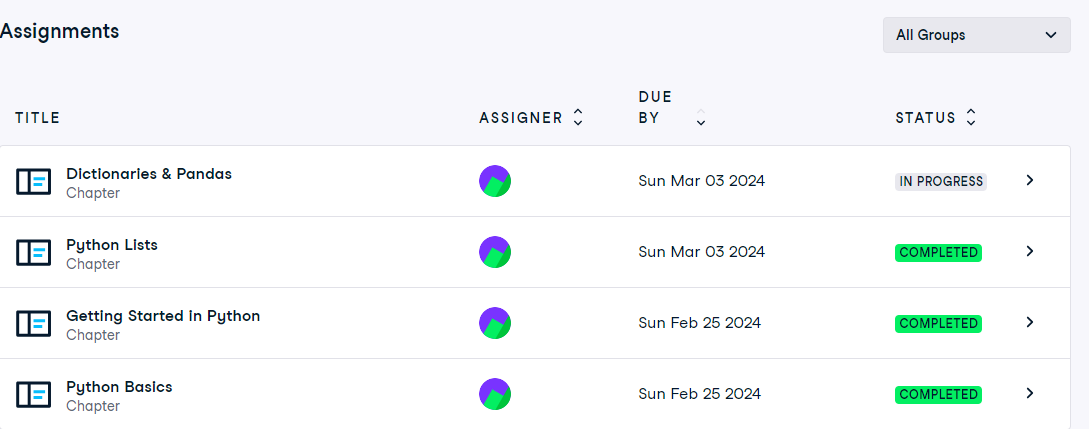 Assignments
All Groups
TITLE
ASSIGNER
DUE
BY
STATUS
Dictionaries & Pandas
Chapter
Sun Mar 03 2024
IN PROGRESS
Python Lists
Chapter
Sun Mar 03 2024
COMPLETED
Getting Started in Python
Chapter
Sun Feb 25 2024
COMPLETED
Python Basics
Chapter
Sun Feb 25 2024
COMPLETED